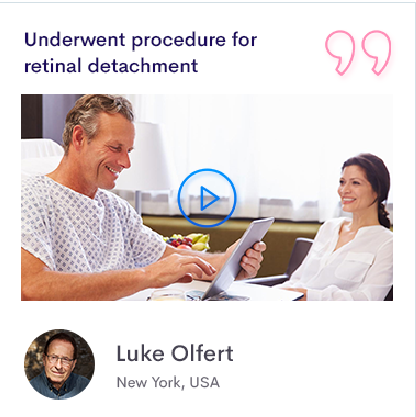 Underwent procedure for
retinal detachment
Luke Olfert
New York, USA